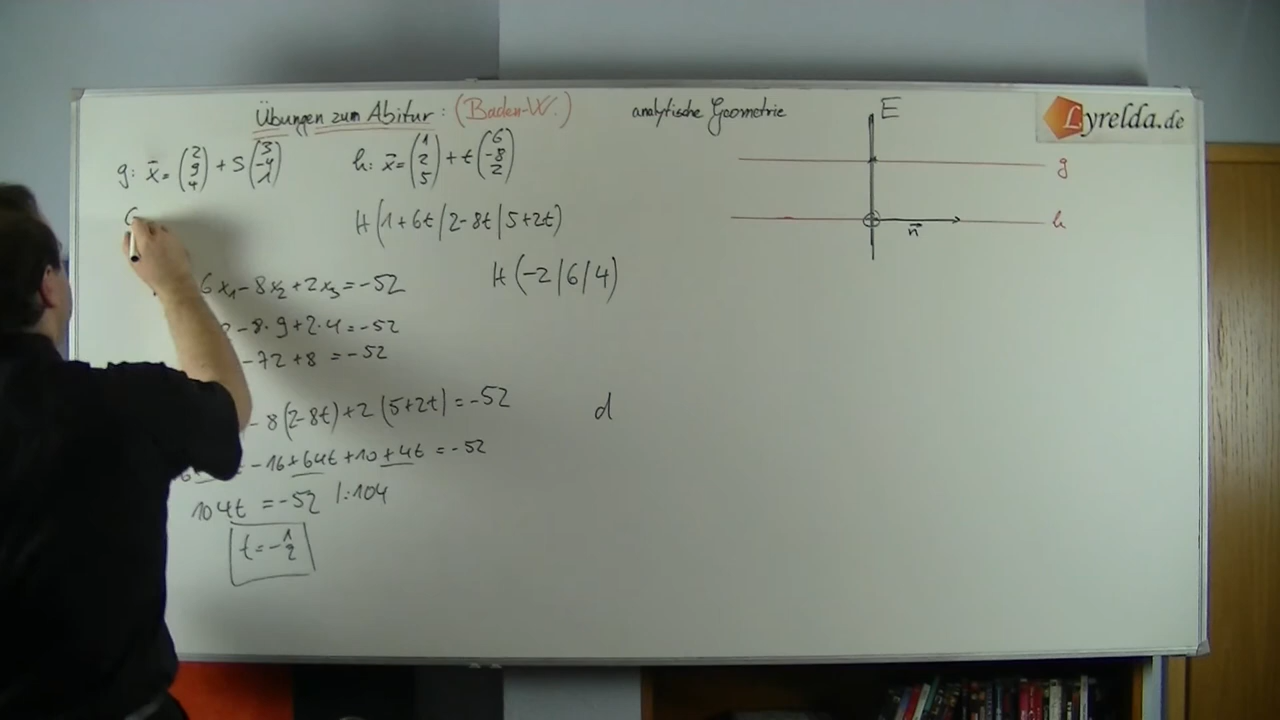 Übungen zum Abitur: (Baden-W.) analytische Geometrie
E
Lyrelda.de
g: x⃗ = (2 9 4) + s(3 -4 1) h: x⃗ = (1 2 5) + t(6 -8 2)
g
G
H(1+6t | 2-8t | 5+2t)
h
n⃗
H(-2/6/4)
6x₁-8x₂+2x₃=-52
-8·9+2·4=-52
-72+8=-52
-8(2-8t)+2(5+2t)=-52
d
-16+64t+10+4t=-52
104t=-52 |:104
t=-1/2